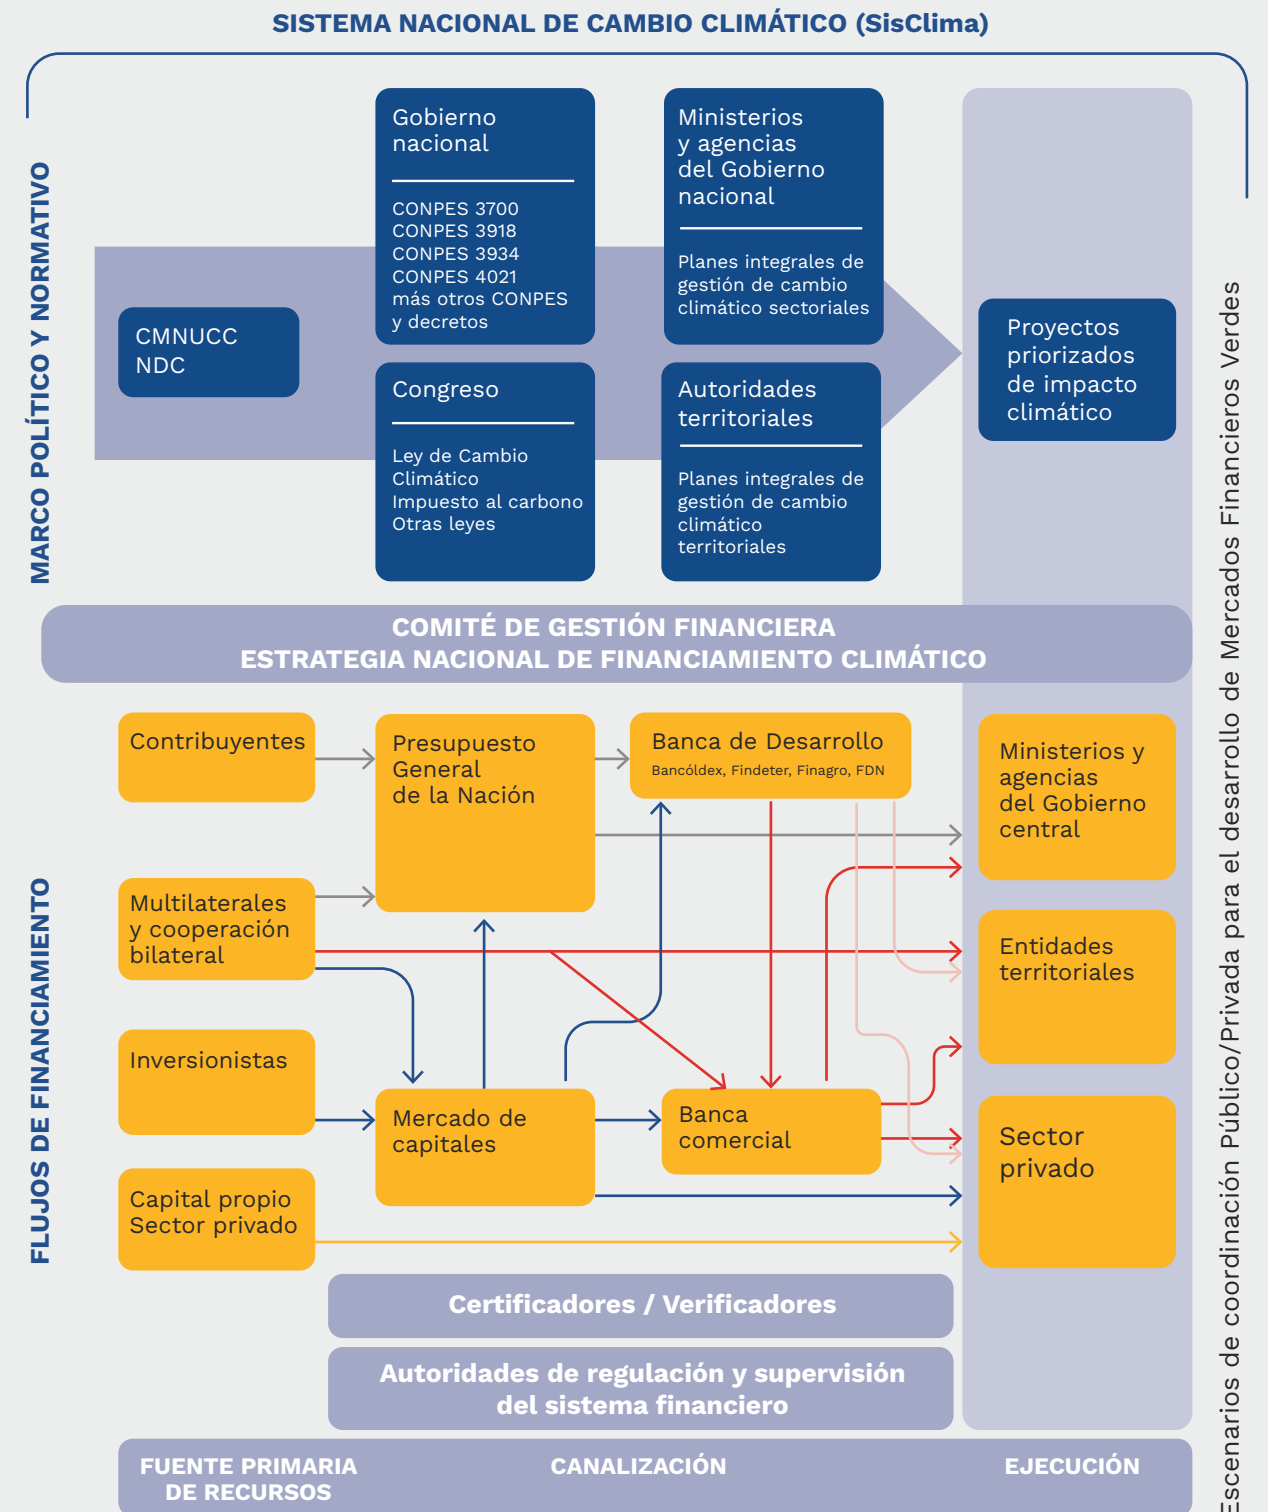 SISTEMA NACIONAL DE CAMBIO CLIMÁTICO (SisClima)
MARCO POLÍTICO Y NORMATIVO
CMNUCC
NDC
Gobierno
nacional
CONPES 3700
CONPES 3918
CONPES 3934
CONPES 4021
más otros CONPES
y decretos
Congreso
Ley de Cambio
Climático
Impuesto al carbono
Otras leyes
Ministerios
y agencias
del Gobierno
nacional
Planes integrales de
gestión de cambio
climático sectoriales
Autoridades
territoriales
Planes integrales de
gestión de cambio
climático
territoriales
Proyectos
priorizados
de impacto
climático
COMITÉ DE GESTIÓN FINANCIERA
ESTRATEGIA NACIONAL DE FINANCIAMIENTO CLIMÁTICO
FLUJOS DE FINANCIAMIENTO
Contribuyentes
Multilaterales
y cooperación
bilateral
Inversionistas
Capital propio
Sector privado
Presupuesto
General
de la Nación
Mercado de
capitales
Banca de Desarrollo
Bancóldex, Findeter, Finagro, FDN
Banca
comercial
Ministerios y
agencias
del Gobierno
central
Entidades
territoriales
Sector
privado
Certificadores / Verificadores
Autoridades de regulación y supervisión
del sistema financiero
FUENTE PRIMARIA
DE RECURSOS
CANALIZACIÓN
EJECUCIÓN
Escenarios de coordinación Público/Privada para el desarrollo de Mercados Financieros Verdes